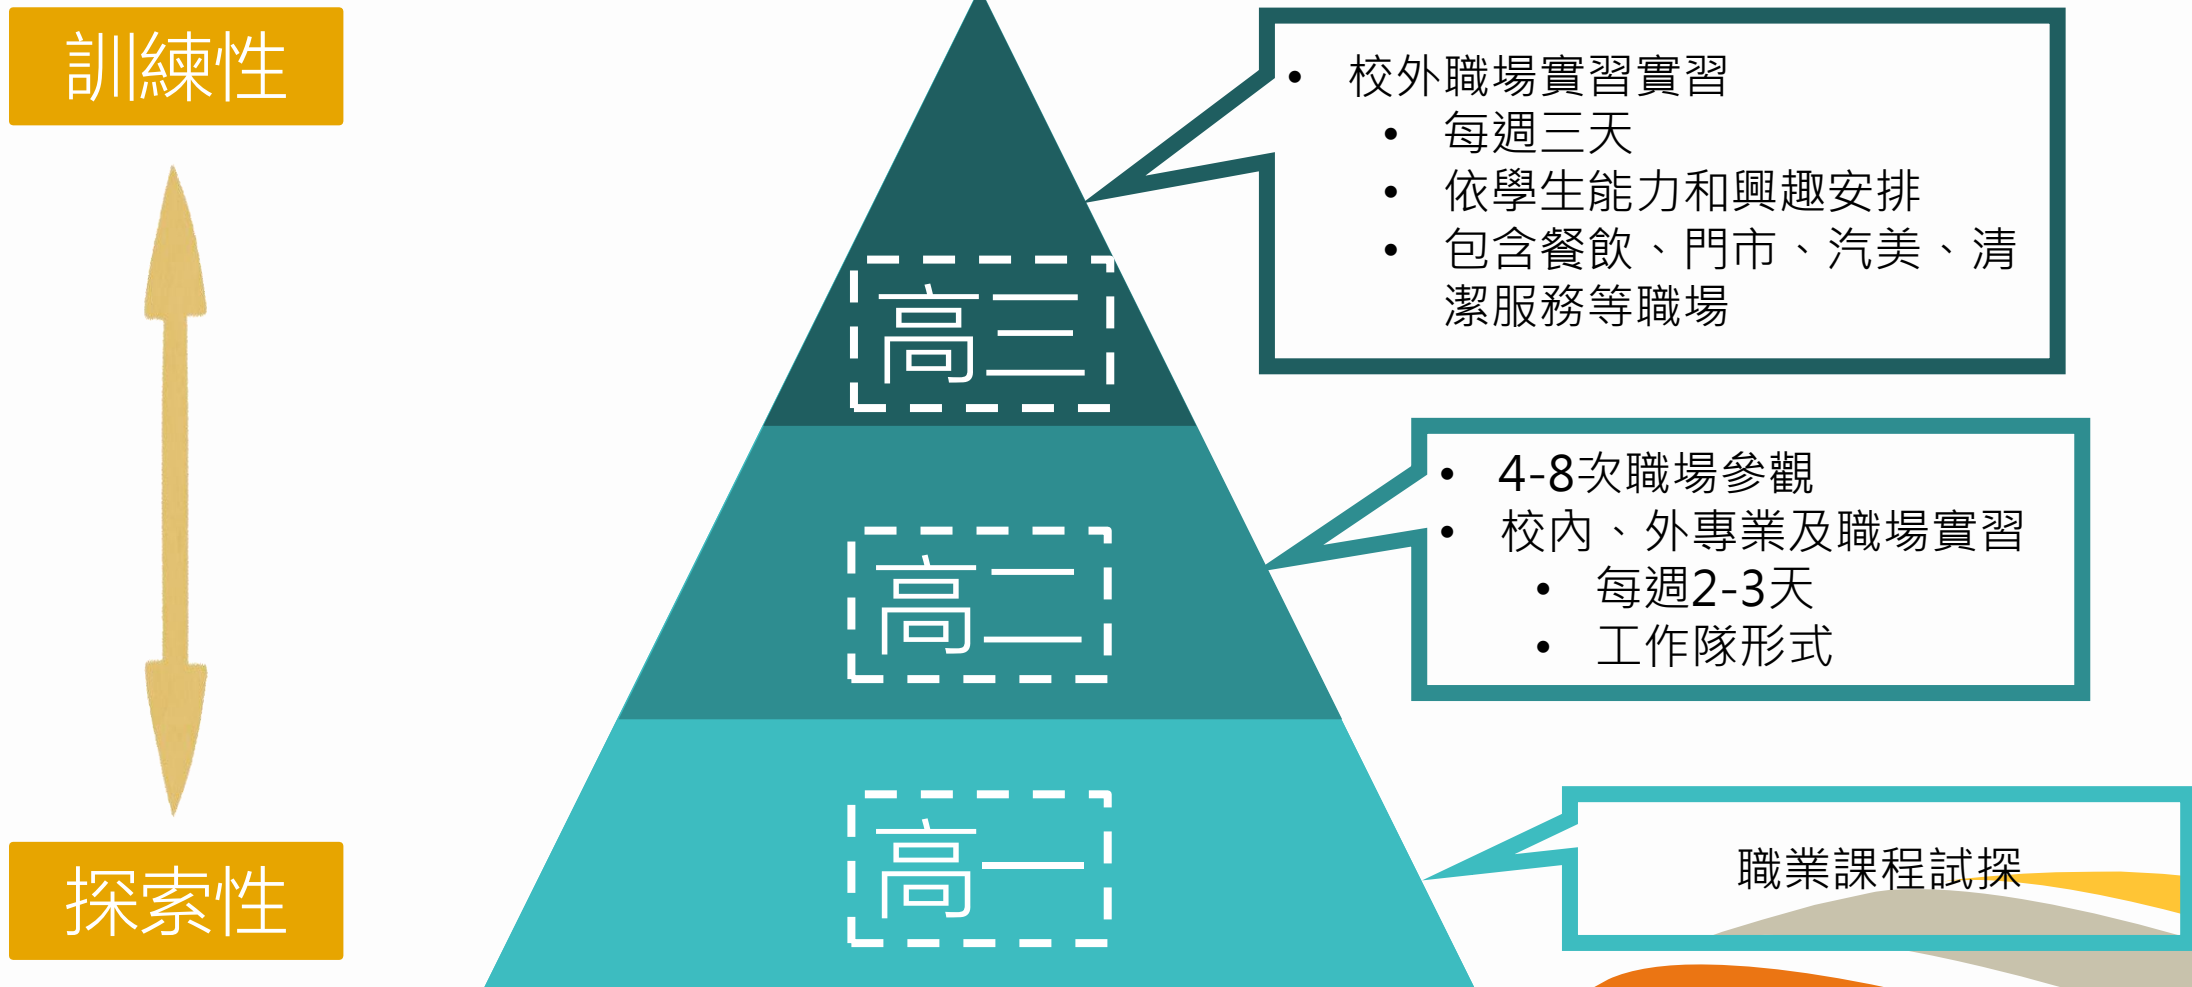 訓練性
探索性
高三
高二
高一
• 校外職場實習實習
• 每週三天
• 依學生能力和興趣安排
• 包含餐飲、門市、汽美、清
潔服務等職場
• 4-8次職場參觀
• 校內、外專業及職場實習
• 每週2-3天
• 工作隊形式
職業課程試探